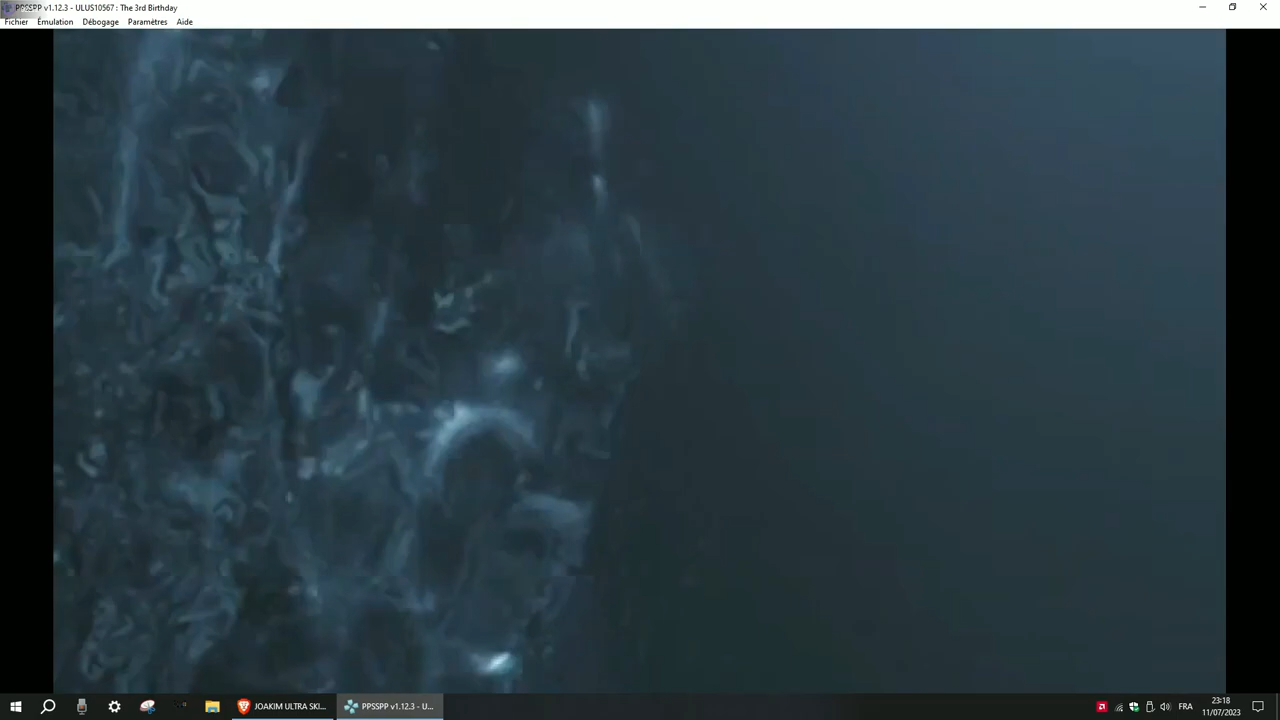 PPSSPP v1.12.3 - ULUS10567 : The 3rd Birthday
Fichier Émulation Débogage Paramètres Aide
JOAKIM ULTRA SKI... PPSSPP v1.12.3 - U... FRA 23:18
11/07/2023